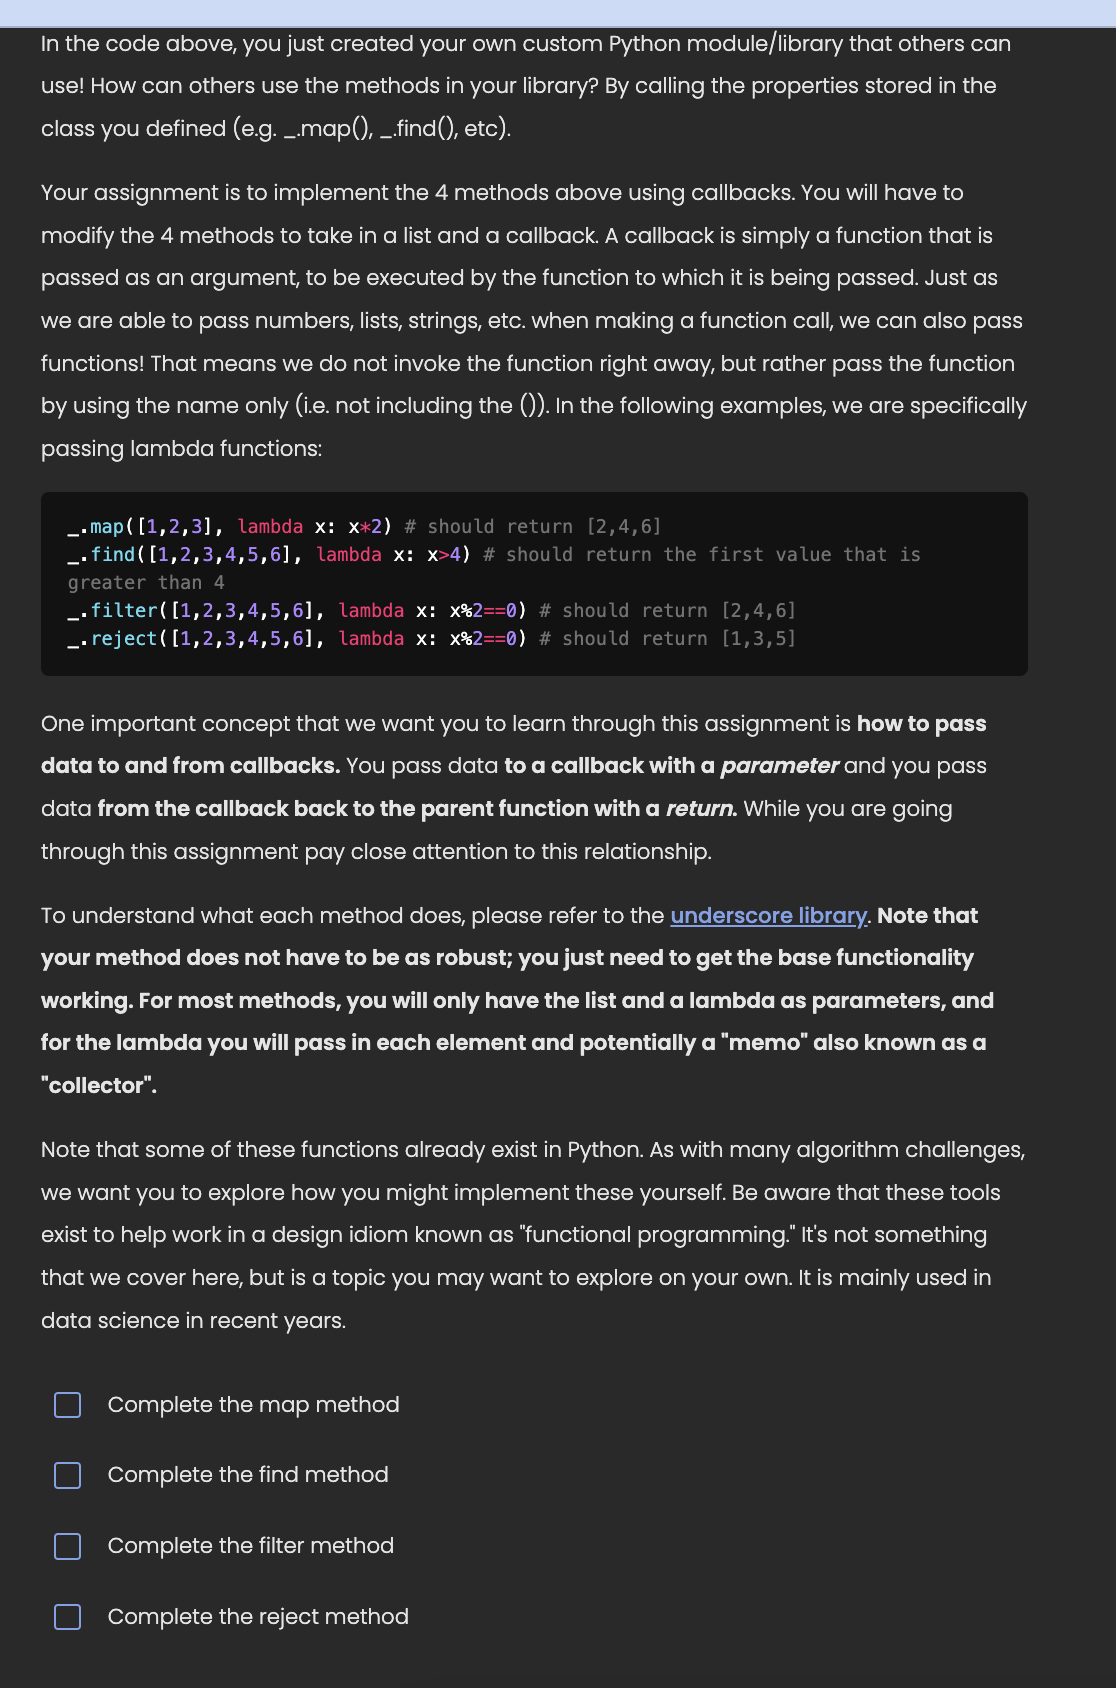 In the code above, you just created your own custom Python module/library that others can
use! How can others use the methods in your library? By calling the properties stored in the
class you defined (e.g. _.map(), _.find(), etc).
Your assignment is to implement the 4 methods above using callbacks. You will have to
modify the 4 methods to take in a list and a callback. A callback is simply a function that is
passed as an argument, to be executed by the function to which it is being passed. Just as
we are able to pass numbers, lists, strings, etc. when making a function call, we can also pass
functions! That means we do not invoke the function right away, but rather pass the function
by using the name only (i.e. not including the ()). In the following examples, we are specifically
passing lambda functions:
_.map([1,2,3], lambda x: x*2) # should return [2,4,6]
_.find([1,2,3,4,5,6], lambda x: x>4) # should return the first value that is
greater than 4
_.filter([1,2,3,4,5,6], lambda x: x%2==0) # should return [2,4,6]
_.reject([1,2,3,4,5,6], lambda x: x%2==0) # should return [1,3,5]
One important concept that we want you to learn through this assignment is how to pass
data to and from callbacks. You pass data to a callback with a parameter and you pass
data from the callback back to the parent function with a return. While you are going
through this assignment pay close attention to this relationship.
To understand what each method does, please refer to the underscore library. Note that
your method does not have to be as robust; you just need to get the base functionality
working. For most methods, you will only have the list and a lambda as parameters, and
for the lambda you will pass in each element and potentially a "memo" also known as a
"collector".
Note that some of these functions already exist in Python. As with many algorithm challenges,
we want you to explore how you might implement these yourself. Be aware that these tools
exist to help work in a design idiom known as "functional programming." It's not something
that we cover here, but is a topic you may want to explore on your own. It is mainly used in
data science in recent years.
Complete the map method
Complete the find method
Complete the filter method
Complete the reject method